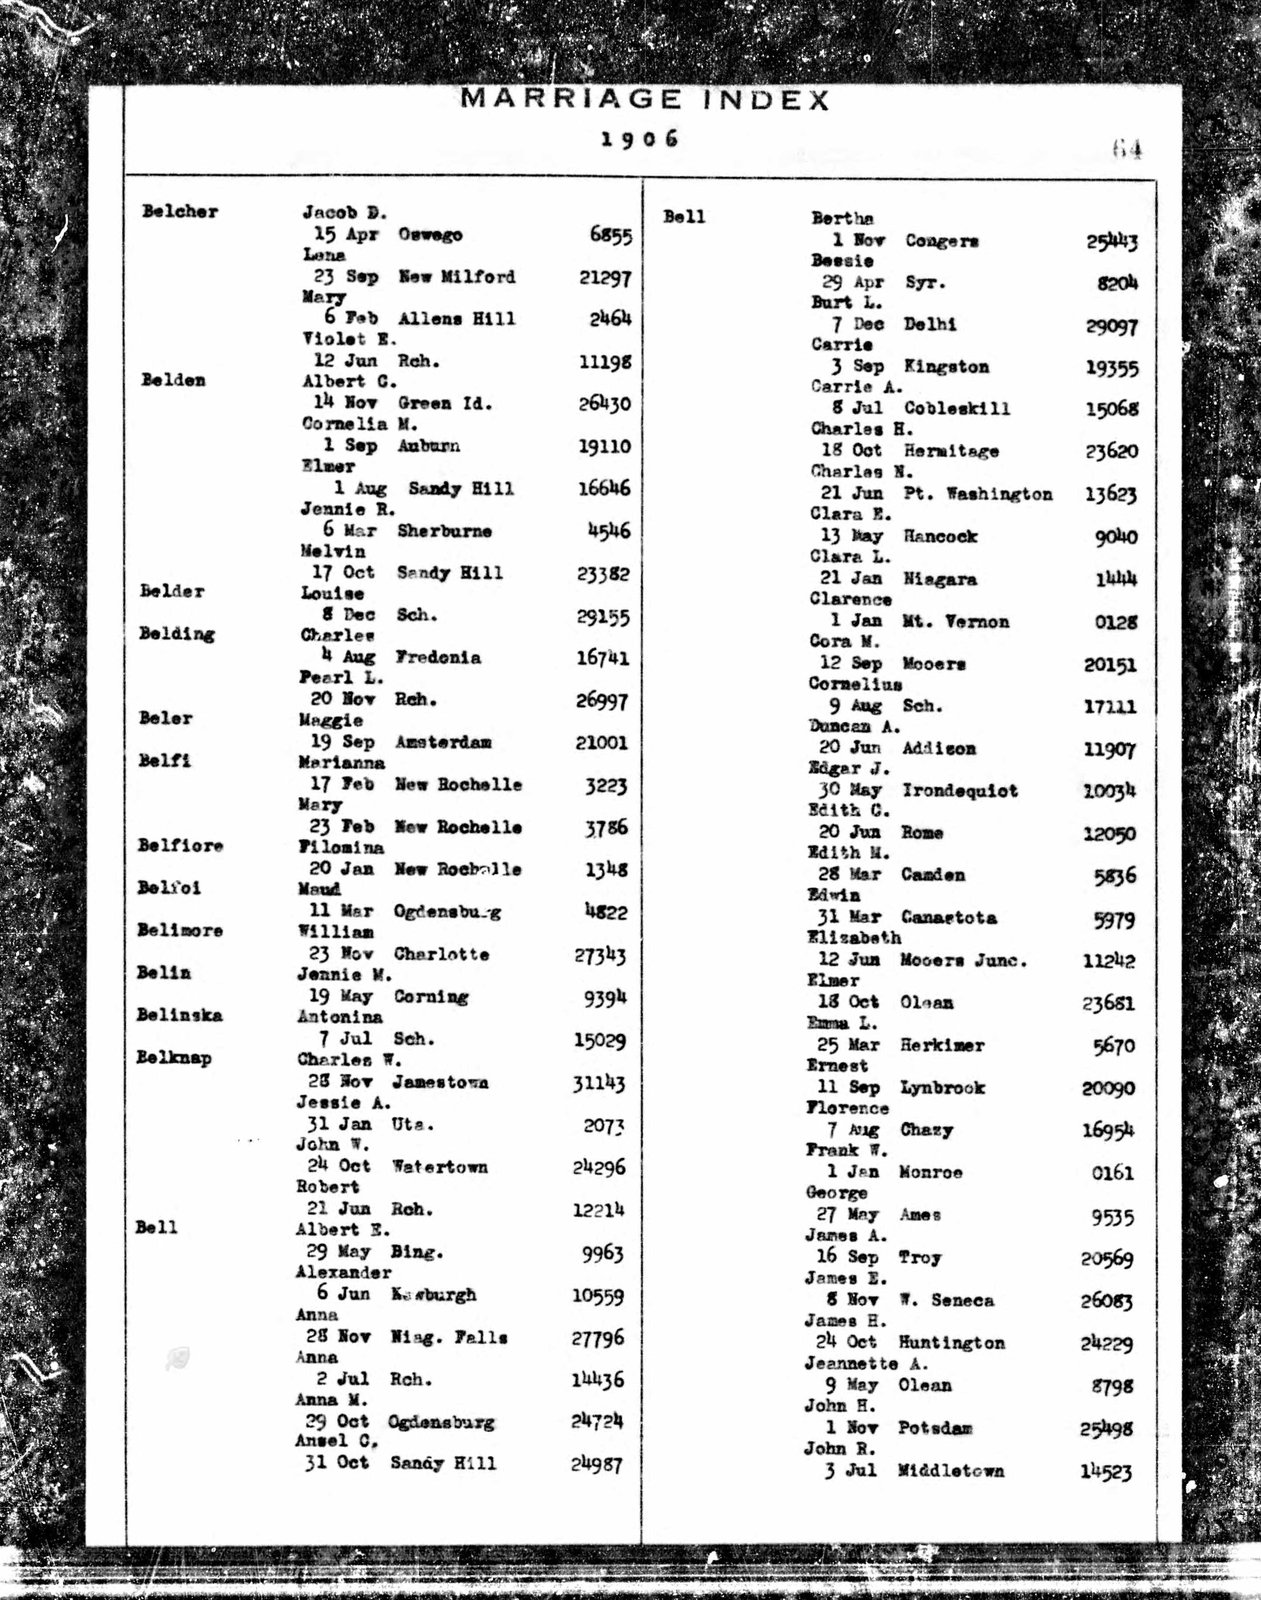 MARRIAGE INDEX
1906
64
Belcher Jacob D.
15 Apr Oswego 6855
Lena
23 Sep New Milford 21297
Mary
6 Feb Allens Hill 2464
Violet E.
12 Jun Rch. 11198
Belden Albert C.
14 Nov Green Id. 26430
Cornelia M.
1 Sep Auburn 19110
Elmer
1 Aug Sandy Hill 16646
Jennie R.
6 Mar Sherburne 4546
Melvin
17 Oct Sandy Hill 23382
Belder Louise
8 Dec Sch. 29155
Belding Charles
4 Aug Fredonia 16741
Pearl L.
20 Nov Rch. 26997
Beler Maggie
19 Sep Amsterdam 21001
Belfi Marianna
17 Feb New Rochelle 3223
Mary
23 Feb New Rochelle 3786
Belfiore Filomina
20 Jan New Rochelle 1348
Belfoi Maud
11 Mar Ogdensburg 4822
Belimore William
23 Nov Charlotte 27343
Belin Jennie M.
19 May Corning 9394
Belinska Antonina
7 Jul Sch. 15029
Belknap Charles W.
28 Nov Jamestown 31143
Jessie A.
31 Jan Uta. 2073
John W.
24 Oct Watertown 24296
Robert
21 Jun Rch. 12214
Bell Albert E.
29 May Bing. 9963
Alexander
6 Jun 10559
Anna
28 Nov Niag. Falls 27796
Anna
2 Jul Rch. 14436
Anna M.
29 Oct Ogdensburg 24724
Ansel C.
31 Oct Sandy Hill 24987
Bell Bertha
1 Nov Congers 25443
Bessie
29 Apr Syr. 8204
Burt L.
7 Dec Delhi 29097
Carrie
3 Sep Kingston 19355
Carrie A.
8 Jul Cobleskill 15068
Charles H.
18 Oct Hermitage 23620
Charles N.
21 Jun Pt. Washington 13623
Clara E.
13 May Hancock 9040
Clara L.
21 Jan Niagara 1444
Clarence
1 Jan Mt. Vernon 0128
Cora M.
12 Sep Mooers 20151
Cornelius
9 Aug Sch. 17111
Duncan A.
20 Jun Addison 11907
Edgar J.
30 May Irondequiot 10034
Edith C.
20 Jun Rome 12050
Edith M.
28 Mar Camden 5836
Edwin
31 Mar Canastota 5979
Elizabeth
12 Jun Mooers Junc. 11242
Elmer
18 Oct Olean 23681
Emma L.
25 Mar Herkimer 5670
Ernest
11 Sep Lynbrook 20090
Florence
7 Aug Chazy 16954
Frank W.
1 Jan Monroe 0161
George
27 May Ames 9535
James A.
16 Sep Troy 20569
James E.
8 Nov W. Seneca 26083
James H.
24 Oct Huntington 24229
Jeannette A.
9 May Olean 8798
John H.
1 Nov Potsdam 25498
John R.
3 Jul Middletown 14523